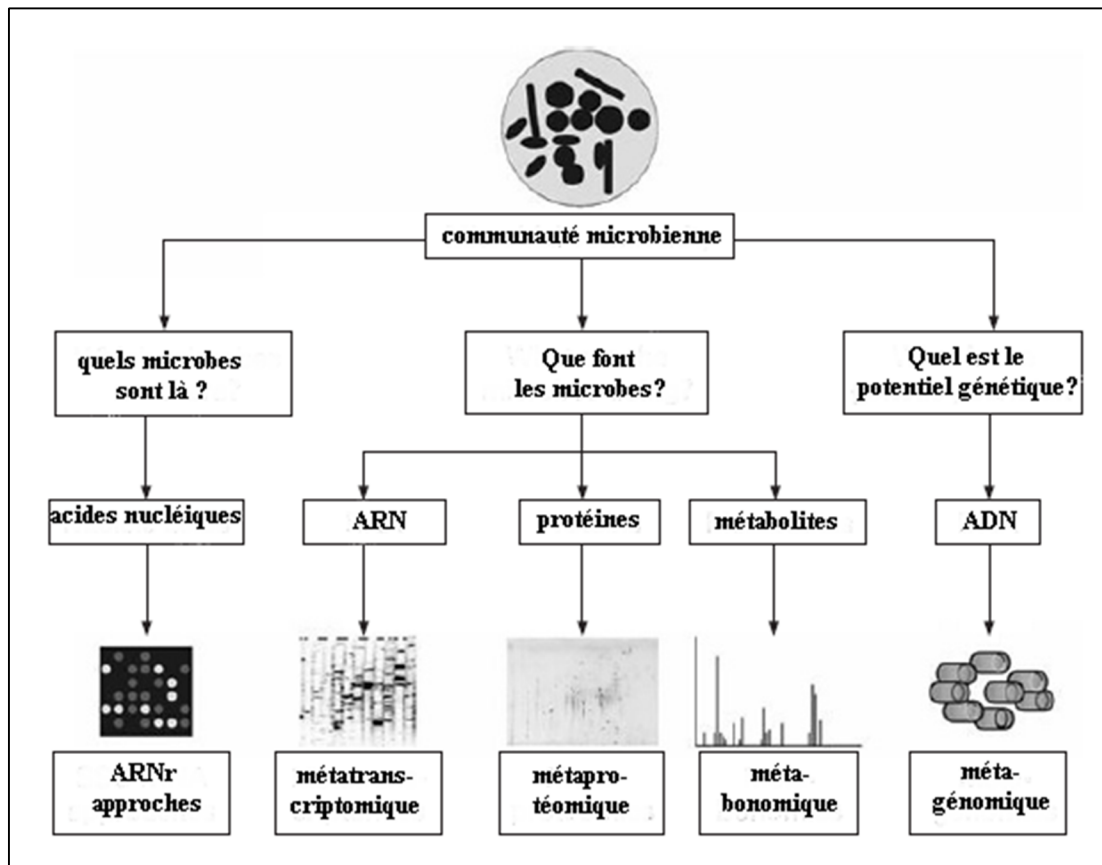 communauté microbienne
quels microbes
sont là ?
Que font
les microbes?
Quel est le
potentiel génétique?
acides nucléiques
ARN
protéines
métabolites
ADN
ARNr
approches
métatrans-
criptomique
métapro-
téomique
méta-
bonomique
méta-
génomique